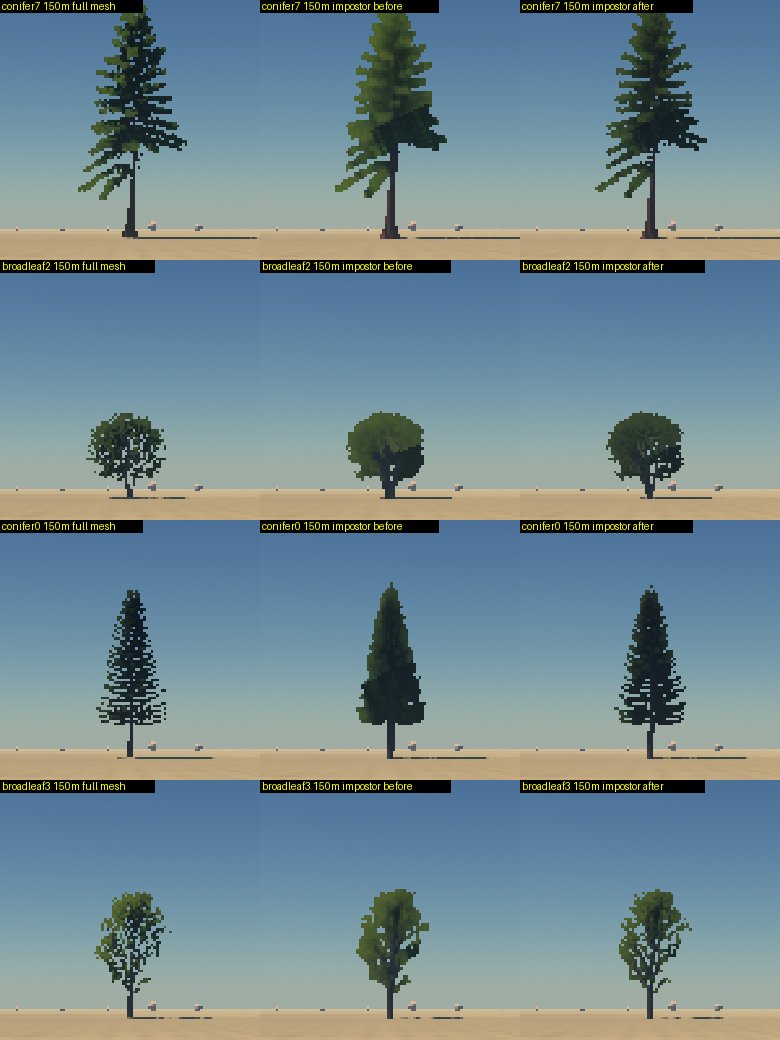 conifer7 150m full mesh
conifer7 150m impostor before
conifer7 150m impostor after
broadleaf2 150m full mesh
broadleaf2 150m impostor before
broadleaf2 150m impostor after
conifer0 150m full mesh
conifer0 150m impostor before
conifer0 150m impostor after
broadleaf3 150m full mesh
broadleaf3 150m impostor before
broadleaf3 150m impostor after